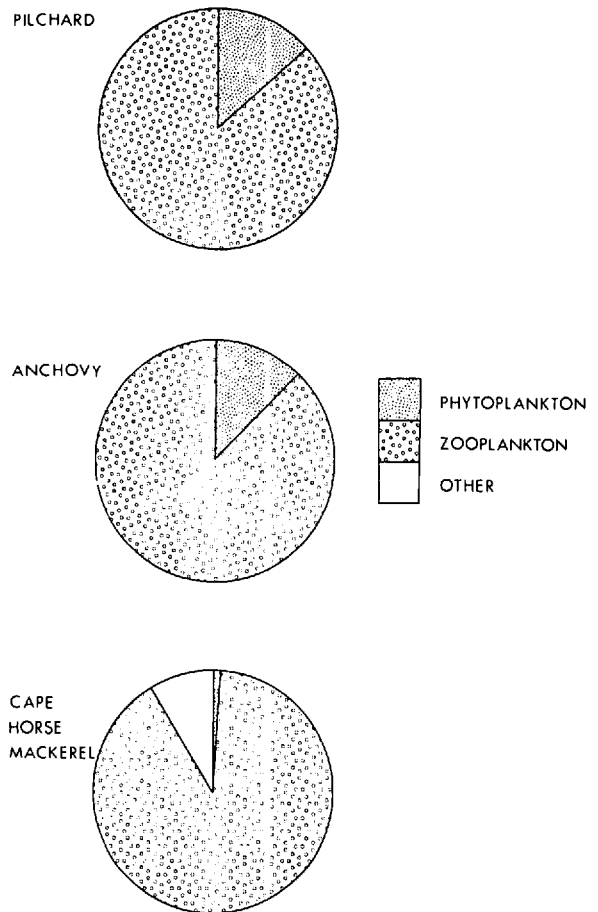 PILCHARD
ANCHOVY
PHYTOPLANKTON
ZOOPLANKTON
OTHER
CAPE
HORSE
MACKEREL